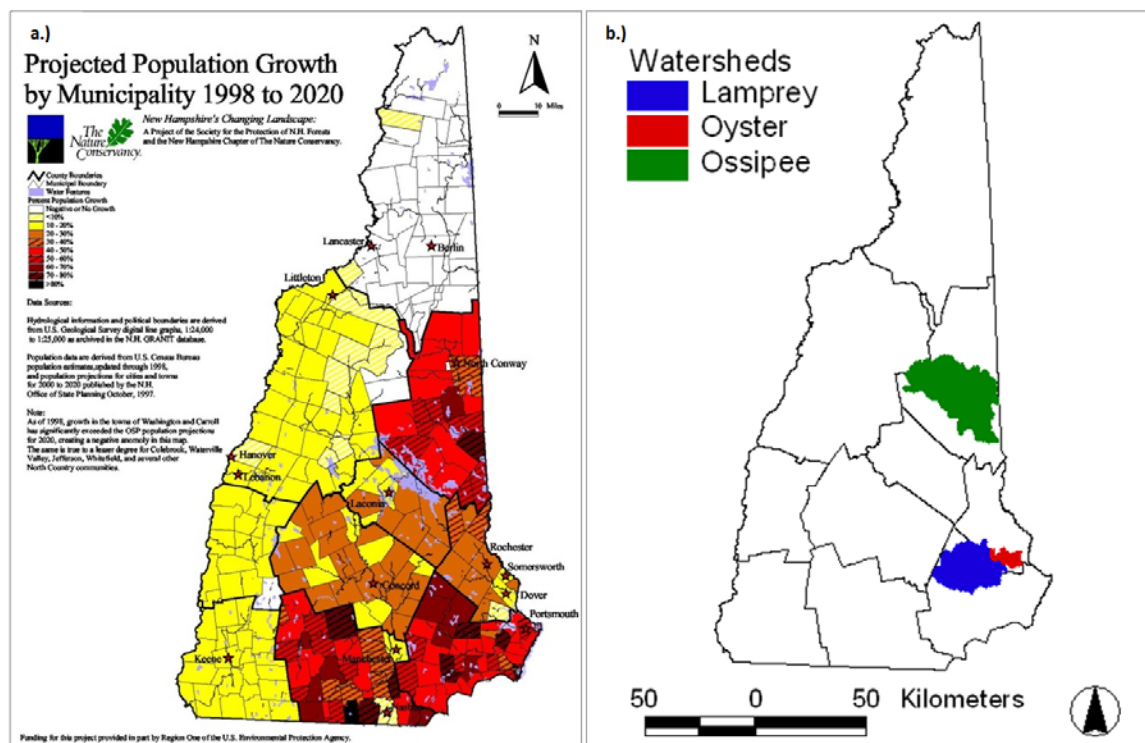 a.)
Projected Population Growth
by Municipality 1998 to 2020
N
0 10 Miles
The
Nature
Conservancy.
New Hampshire's Changing Landscape:
A Project of the Society for the Protection of N.H. Forests
and the New Hampshire Chapter of The Nature Conservancy.
County Boundaries
Municipal Boundary
Water Features
Percent Population Growth
Negative or No Growth
<10%
10 - 20%
20 - 30%
30 - 40%
40 - 50%
50 - 60%
60 - 70%
70 - 80%
>80%
Data Sources:
Hydrological information and political boundaries are derived
from U.S. Geological Survey digital line graphs, 1:24,000
to 1:25,000 as archived in the N.H. GRANIT database.
Population data are derived from U.S. Census Bureau
population estimates, updated through 1998,
and population projections for cities and towns
for 2000 to 2020 published by the N.H.
Office of State Planning October, 1997.
Note:
As of 1998, growth in the towns of Washington and Carroll
has significantly exceeded the OSP population projections
for 2020, creating a negative anomoly in this map.
The same is true to a lesser degree for Colebrook, Waterville
Valley, Jefferson, Whitefield, and several other
North Country communities.
Lancaster
Berlin
Littleton
North Conway
Hanover
Lebanon
Laconia
Rochester
Somersworth
Concord
Dover
Portsmouth
Manchester
Keene
Nashua
Funding for this project provided in part by Region One of the U.S. Environmental Protection Agency.
b.)
Watersheds
Lamprey
Oyster
Ossipee
50 0 50 Kilometers